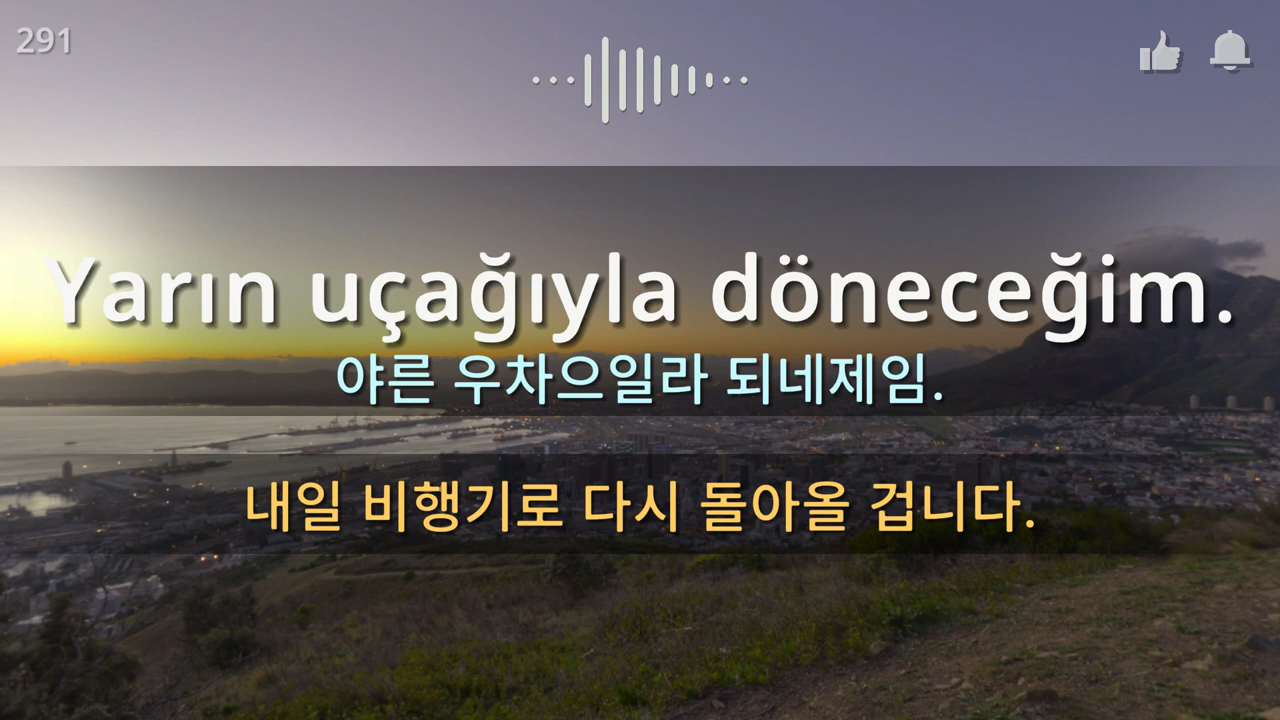 291
Yarın uçağıyla döneceğim.
야른 우차으일라 되네제임.
내일 비행기로 다시 돌아올 겁니다.